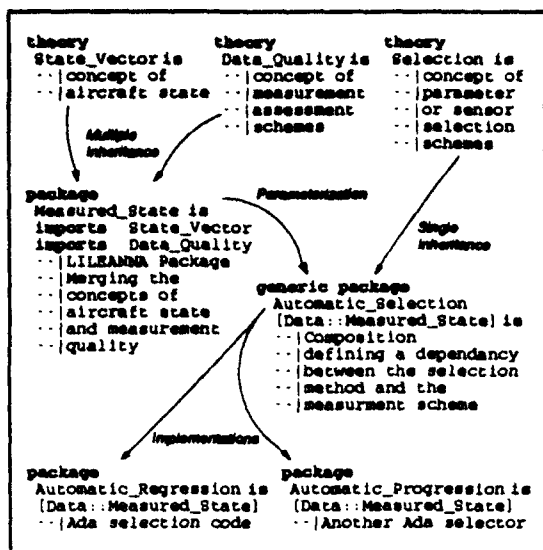 theory
State_Vector is
--|concept of
--|aircraft state
theory
Data_Quality is
--|concept of
--|measurement
--|assessment
--|schemes
theory
Selection is
--|concept of
--|parameter
--|or sensor
--|selection
--|schemes
Multiple
Inheritance
package
Measured_State is
imports State_Vector
imports Data_Quality
--|LILEANNA Package
--|Merging the
--|concepts of
--|aircraft state
--|and measurement
--|quality
Parameterization
Single
Inheritance
generic package
Automatic_Selection
[Data::Measured_State] is
--|Composition
--|defining a dependancy
--|between the selection
--|method and the
--|measurment scheme
Implementations
package
Automatic_Regression is
[Data::Measured_State]
--|Ada selection code
package
Automatic_Progression is
[Data::Measured_State]
--|Another Ada selector